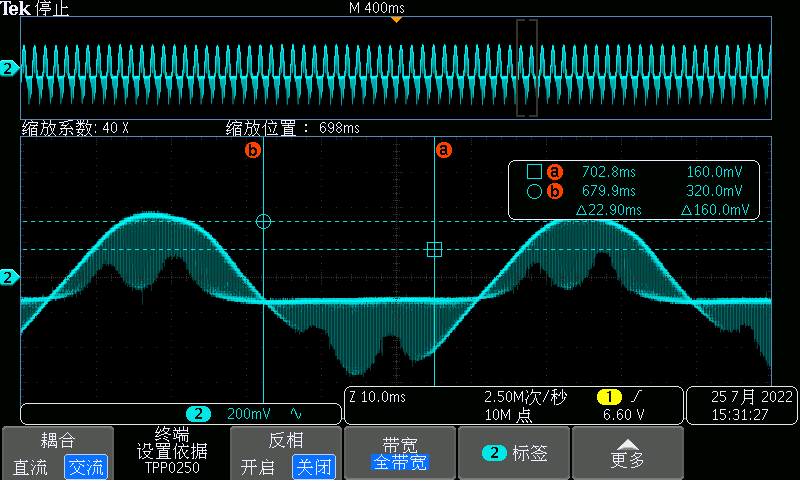 Tek 停止 M 400ms
2
缩放系数: 40 X 缩放位置： 698ms
b a
a 702.8ms 160.0mV
b 679.9ms 320.0mV
△22.90ms △160.0mV
2
2 200mV ∿
Z 10.0ms 2.50M次/秒 1 ∫ 25 7月 2022
10M 点 6.60 V 15:31:27
耦合 终端 反相 带宽 2 标签 更多
直流 交流 设置依据 开启 关闭 全带宽
TPP0250